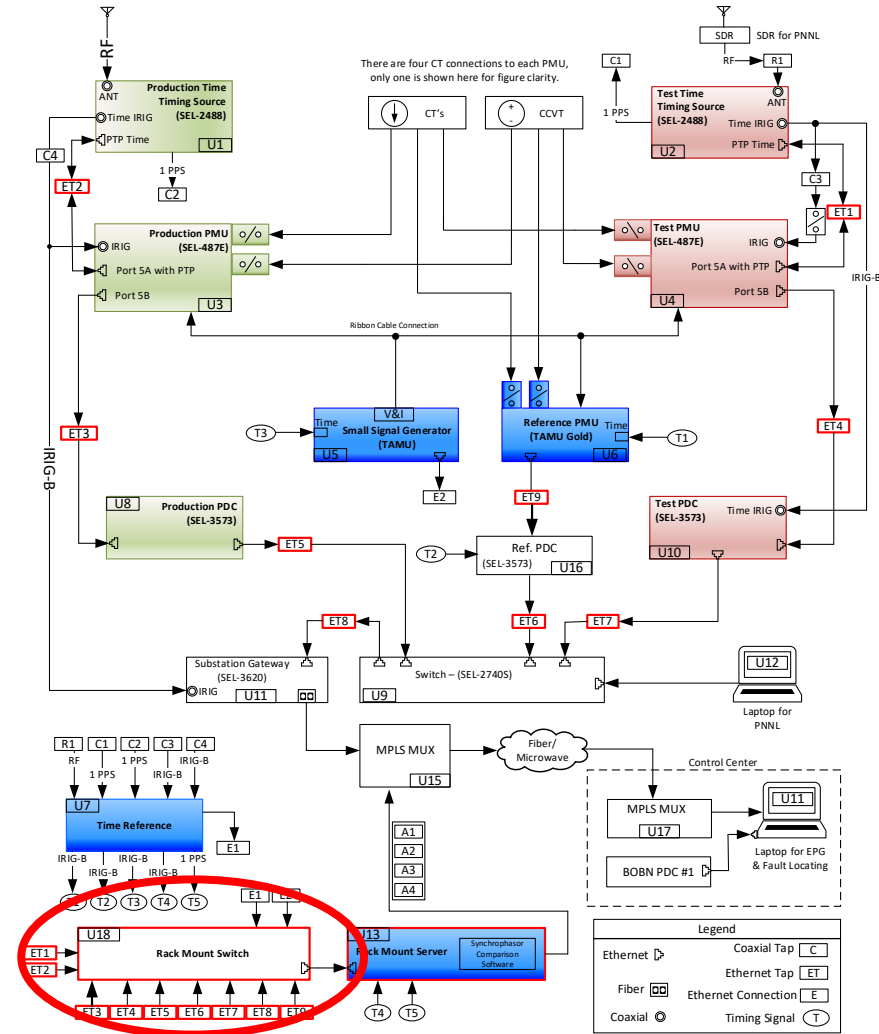 SDR
SDR for PNNL
RF
RF
R1
C1
There are four CT connections to each PMU,
only one is shown here for figure clarity.
Production Time
Timing Source
(SEL-2488)
ANT
Time IRIG
PTP Time
U1
1 PPS
C2
C4
ET2
CT's
CCVT
+
-
1 PPS
Test Time
Timing Source
(SEL-2488)
ANT
Time IRIG
PTP Time
U2
C3
ET1
IRIG-B
Production PMU
(SEL-487E)
IRIG
Port 5A with PTP
Port 5B
U3
Test PMU
(SEL-487E)
IRIG
Port 5A with PTP
Port 5B
U4
Ribbon Cable Connection
ET3
IRIG-B
T3
V&I
Time
Small Signal Generator
(TAMU)
U5
E2
Reference PMU
(TAMU Gold)
Time
U6
T1
ET4
ET9
U8
Production PDC
(SEL-3573)
ET5
T2
Ref. PDC
(SEL-3573)
U16
Test PDC
(SEL-3573)
Time IRIG
U10
ET8
ET6
ET7
Substation Gateway
(SEL-3620)
IRIG
U11
Switch – (SEL-2740S)
U9
U12
Laptop for
PNNL
R1
C1
C2
C3
C4
RF
1 PPS
1 PPS
IRIG-B
IRIG-B
U7
Time Reference
E1
IRIG-B
IRIG-B
IRIG-B
IRIG-B
1 PPS
T1
T2
T3
T4
T5
MPLS MUX
U15
Fiber/
Microwave
Control Center
MPLS MUX
U17
BOBN PDC #1
U11
Laptop for EPG
& Fault Locating
A1
A2
A3
A4
E1
E2
U18
Rack Mount Switch
ET1
ET2
ET3
ET4
ET5
ET6
ET7
ET8
ET9
U13
Rack Mount Server
Synchrophasor
Comparison
Software
T4
T5
Legend
Ethernet
Coaxial Tap
C
Ethernet Tap
ET
Fiber
Ethernet Connection
E
Coaxial
Timing Signal
T